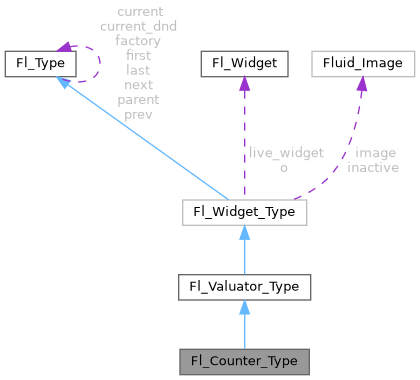 current
current_dnd
factory
first
last
next
parent
prev
Fl_Type
Fl_Widget
Fluid_Image
live_widget
o
image
inactive
Fl_Widget_Type
Fl_Valuator_Type
Fl_Counter_Type